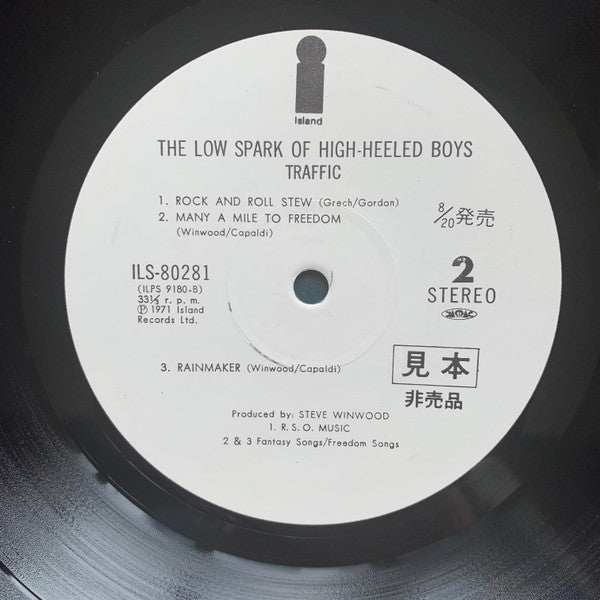 Island
THE LOW SPARK OF HIGH-HEELED BOYS
TRAFFIC
1. ROCK AND ROLL STEW (Grech/Gordon)
2. MANY A MILE TO FREEDOM
(Winwood/Capaldi)
8/20発売
ILS-80281
(ILPS 9180-B)
33⅓ r. p. m.
Ⓟ 1971 Island
Records Ltd.
2
STEREO
JASRAC
3. RAINMAKER (Winwood/Capaldi)
見本
非売品
Produced by: STEVE WINWOOD
1. R. S. O. MUSIC
2 & 3 Fantasy Songs/Freedom Songs